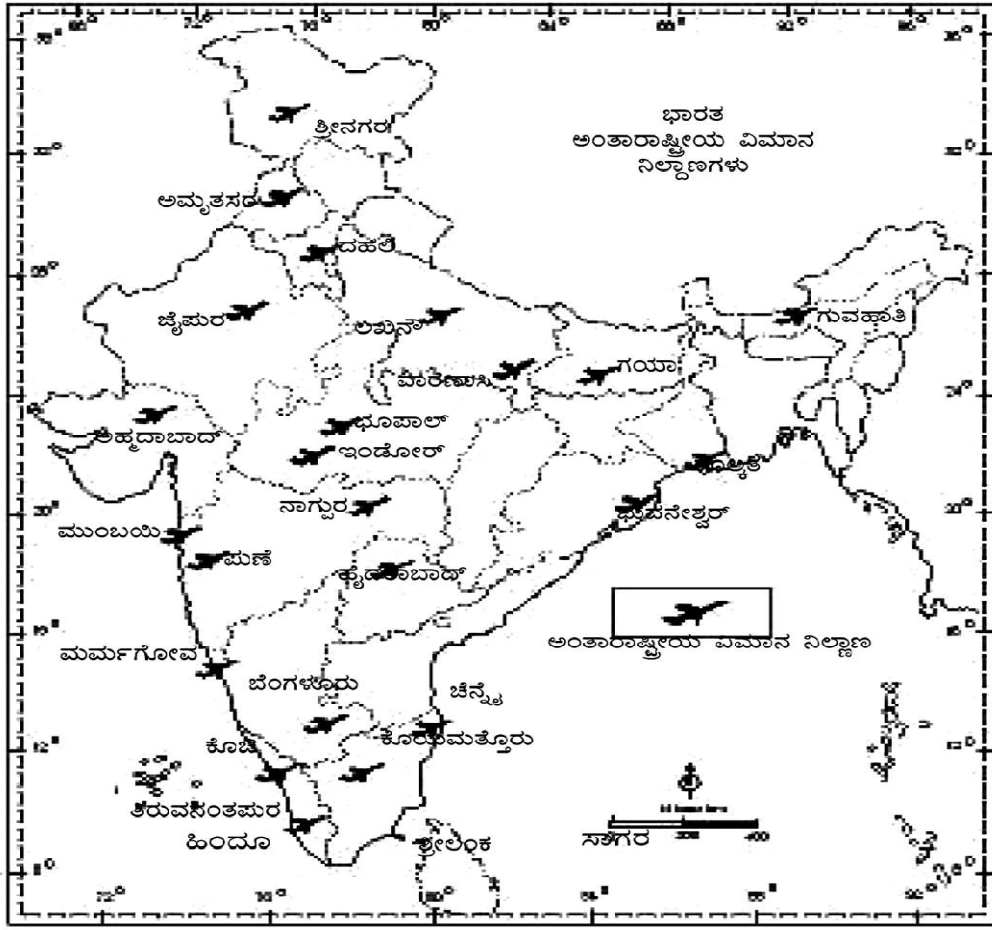 ಭಾರತ
ಅಂತಾರಾಷ್ಟ್ರೀಯ ವಿಮಾನ
ನಿಲ್ದಾಣಗಳು
ಶ್ರೀನಗರ
ಅಮೃತಸರ
ದಹಲಿ
ಜೈಪುರ
ಲಖನೌ
ಗುವಹಾತಿ
ವಾರಣಾಸಿ
ಗಯಾ
ಅಹ್ಮದಾಬಾದ್
ಭೂಪಾಲ್
ಇಂಡೋರ್
ನಾಗ್ಪುರ
ಭುವನೇಶ್ವರ್
ಮುಂಬಯಿ
ಪುಣೆ
ಹೈದರಾಬಾದ್
ಅಂತಾರಾಷ್ಟ್ರೀಯ ವಿಮಾನ ನಿಲ್ದಾಣ
ಮರ್ಮಗೋವ
ಬೆಂಗಳೂರು
ಚೆನ್ನೈ
ಕೊಚಿ
ಕೊಯಮತ್ತೊರು
ತಿರುವನಂತಪುರ
ಹಿಂದೂ
ಶ್ರೀಲಂಕ
ಸಾಗರ